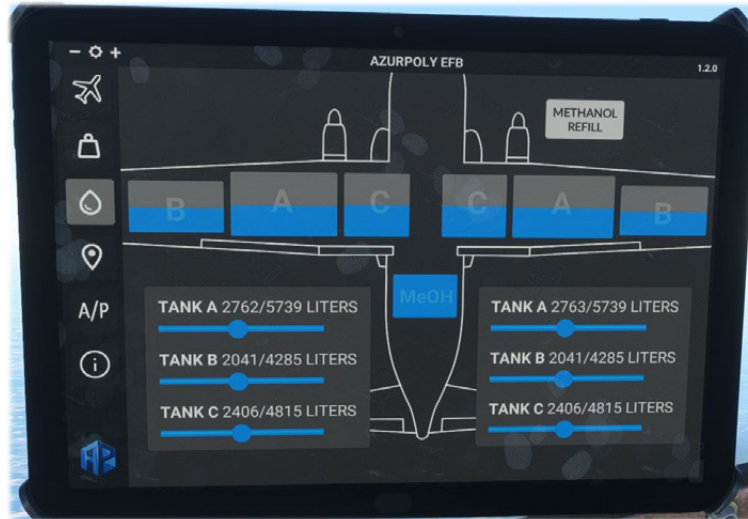 AZURPOLY EFB
1.2.0
METHANOL
REFILL
B A C C A B
MeOH
A/P
TANK A 2762/5739 LITERS
TANK B 2041/4285 LITERS
TANK C 2406/4815 LITERS
TANK A 2763/5739 LITERS
TANK B 2041/4285 LITERS
TANK C 2406/4815 LITERS